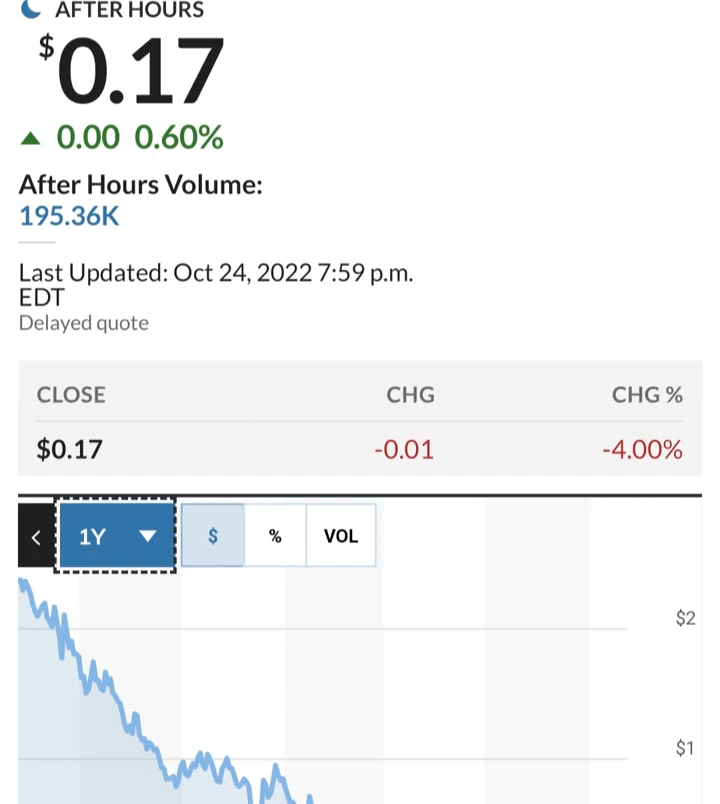 AFTER HOURS
$0.17
0.00 0.60%
After Hours Volume:
195.36K
Last Updated: Oct 24, 2022 7:59 p.m.
EDT
Delayed quote
CLOSE CHG CHG %
$0.17 -0.01 -4.00%
1Y $ % VOL
$2
$1